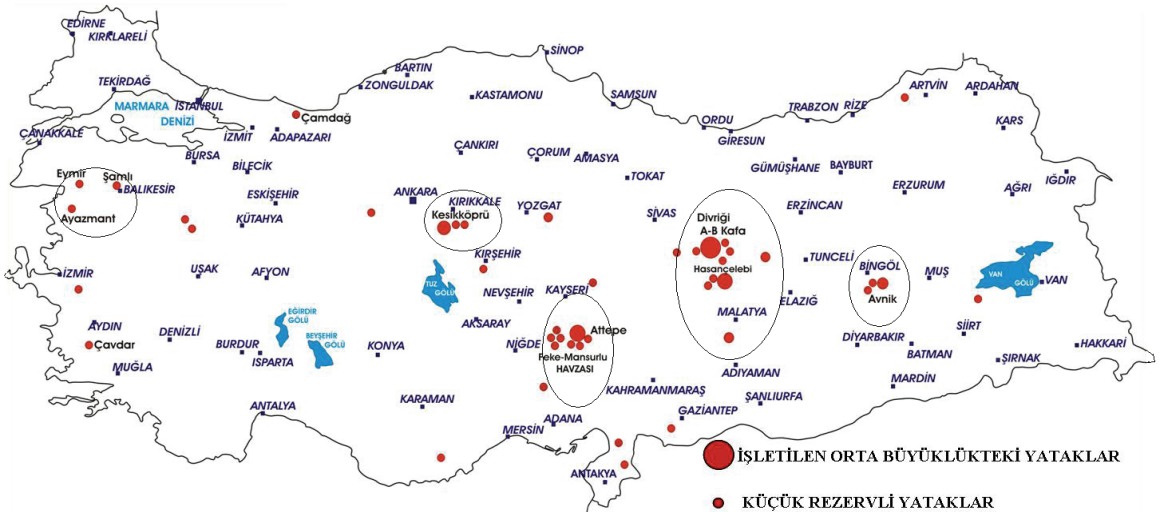 EDİRNE
KIRKLARELİ
TEKİRDAĞ
MARMARA
DENİZİ
İSTANBUL
ÇANAKKALE
İZMİT
ADAPAZARI
Çamdağ
ZONGULDAK
BARTIN
KASTAMONU
SİNOP
SAMSUN
ORDU
GİRESUN
TRABZON
RİZE
ARTVİN
ARDAHAN
KARS
BURSA
BİLECİK
ÇANKIRI
ÇORUM
AMASYA
TOKAT
GÜMÜŞHANE
BAYBURT
ERZURUM
AĞRI
IĞDIR
Eymir
Şamlı
BALIKESİR
Ayazmant
ESKİŞEHİR
KÜTAHYA
ANKARA
KIRIKKALE
Kesikköprü
YOZGAT
SİVAS
Divriği
A-B Kafa
Hasançelebi
ERZİNCAN
TUNCELİ
BİNGÖL
Avnik
MUŞ
VAN
GÖLÜ
VAN
İZMİR
UŞAK
AFYON
TUZ
GÖLÜ
KIRŞEHİR
NEVŞEHİR
KAYSERİ
AKSARAY
MALATYA
ELAZIĞ
AYDIN
Çavdar
DENİZLİ
MUĞLA
EĞİRDİR
GÖLÜ
BEYŞEHİR
GÖLÜ
BURDUR
ISPARTA
KONYA
NİĞDE
Attepe
Feke-Mansurlu
HAVZASI
DİYARBAKIR
BATMAN
SİİRT
ŞIRNAK
HAKKARİ
ADIYAMAN
MARDİN
KAHRAMANMARAŞ
ŞANLIURFA
GAZİANTEP
ANTALYA
KARAMAN
MERSİN
ADANA
ANTAKYA
İŞLETİLEN ORTA BÜYÜKLÜKTEKİ YATAKLAR
KÜÇÜK REZERVLİ YATAKLAR